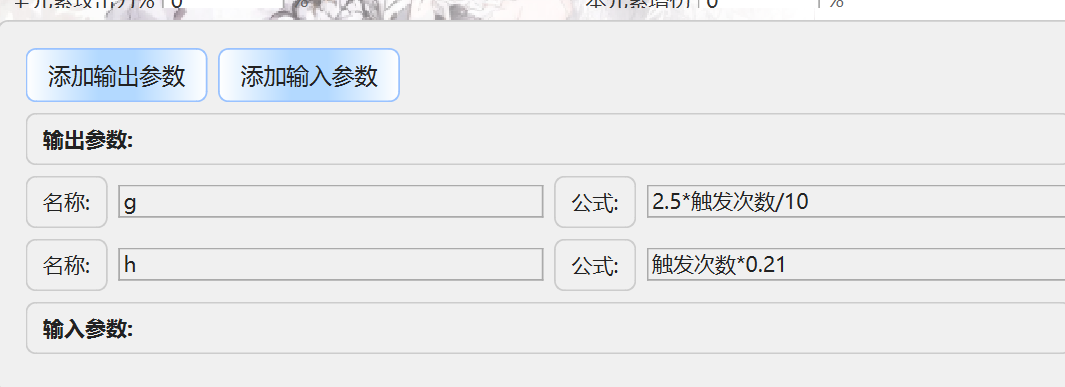 添加输出参数 添加输入参数
输出参数:
名称: g 公式: 2.5*触发次数/10
名称: h 公式: 触发次数*0.21
输入参数: